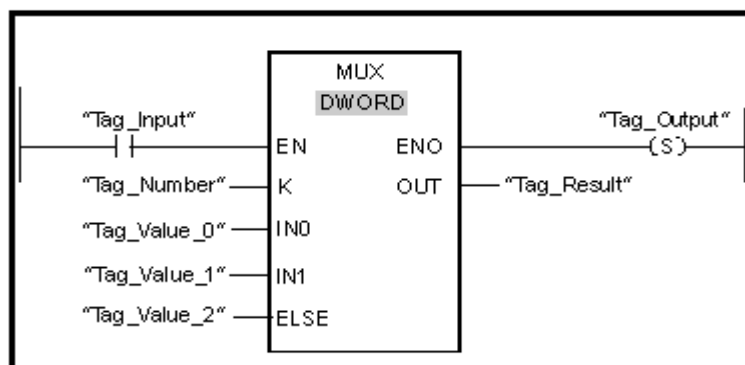 MUX
DWORD
"Tag_Input"
"Tag_Output"
EN ENO
(S)
"Tag_Number" K OUT "Tag_Result"
"Tag_Value_0" IN0
"Tag_Value_1" IN1
"Tag_Value_2" ELSE